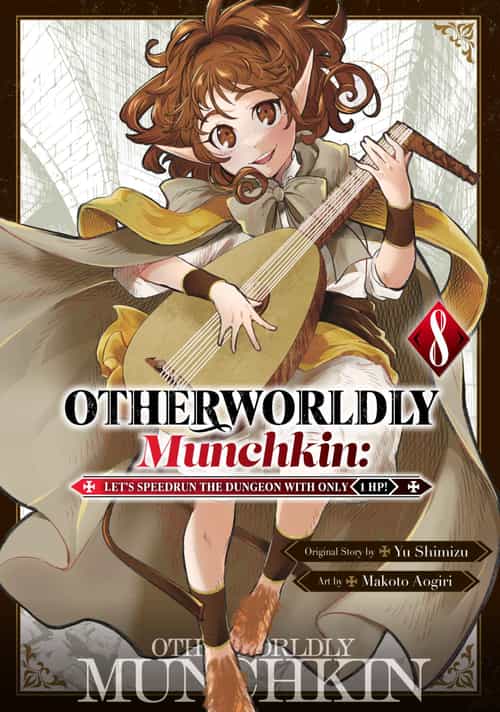 8
OTHERWORLDLY
Munchkin:
LET'S SPEEDRUN THE DUNGEON WITH ONLY 1 HP!
Original Story by Yu Shimizu
Art by Makoto Aogiri
OTHERWORLDLY
MUNCHKIN